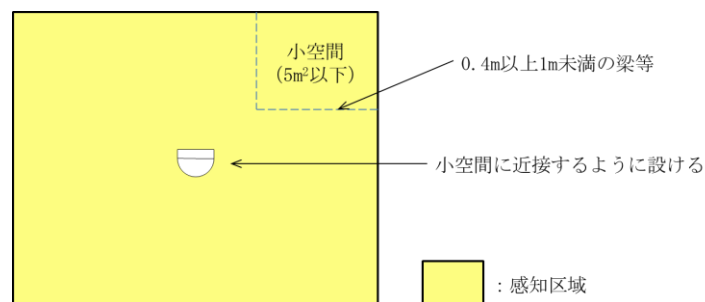 小空間
(5m²以下)
0.4m以上1m未満の梁等
小空間に近接するように設ける
：感知区域